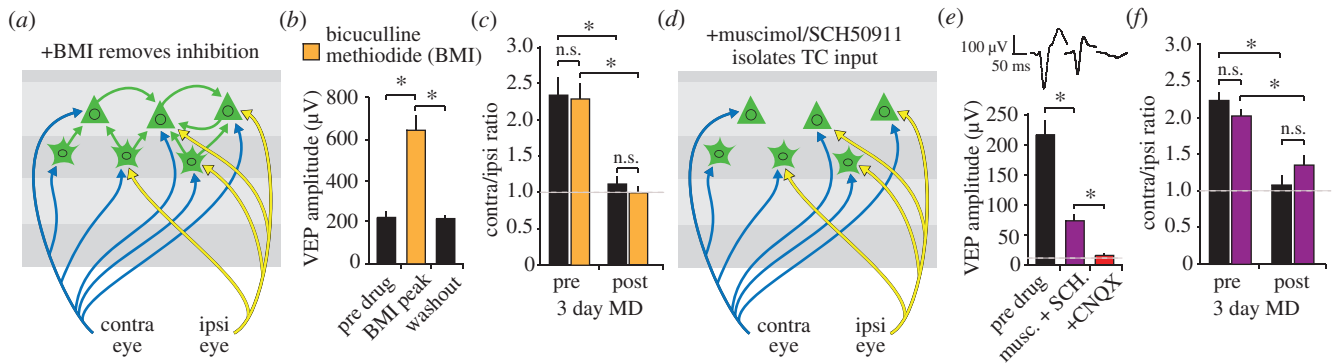 (a)
+BMI removes inhibition
contra
eye
ipsi
eye
(b)
bicuculline
methiodide (BMI)
*
*
VEP amplitude (µV)
800
600
400
200
0
pre drug
BMI peak
washout
(c)
*
n.s.
*
n.s.
contra/ipsi ratio
3.0
2.5
2.0
1.5
1.0
0.5
0
pre
post
3 day MD
(d)
+muscimol/SCH50911
isolates TC input
contra
eye
ipsi
eye
(e)
100 µV
50 ms
*
*
VEP amplitude (µV)
250
200
150
100
50
0
pre drug
musc. + SCH.
+CNQX
(f)
*
n.s.
*
n.s.
contra/ipsi ratio
3.0
2.5
2.0
1.5
1.0
0.5
0
pre
post
3 day MD